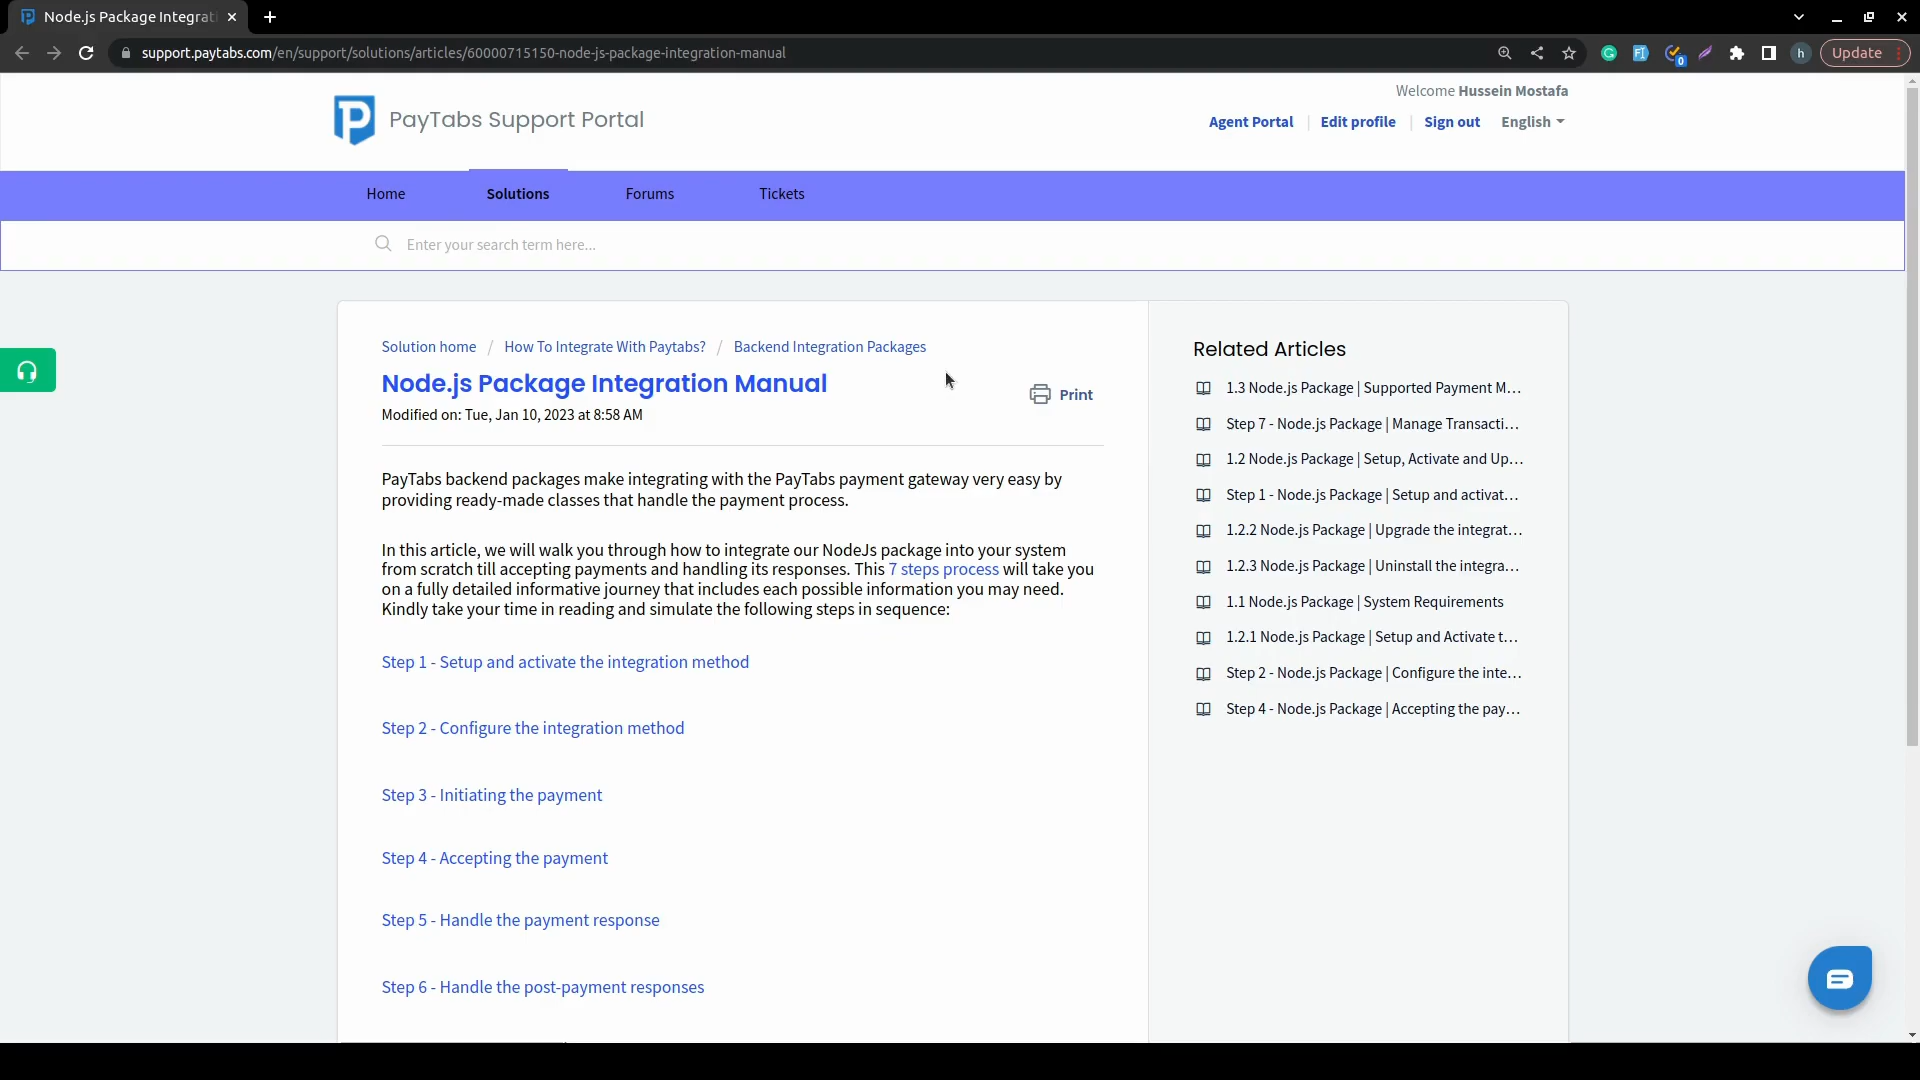 Node.js Package Integrat
support.paytabs.com/en/support/solutions/articles/60000715150-node-js-package-integration-manual
0
h
Update
Welcome Hussein Mostafa
PayTabs Support Portal
Agent Portal
Edit profile
Sign out
English
Home
Solutions
Forums
Tickets
Enter your search term here...
Solution home / How To Integrate With Paytabs? / Backend Integration Packages
Node.js Package Integration Manual
Modified on: Tue, Jan 10, 2023 at 8:58 AM
Print
PayTabs backend packages make integrating with the PayTabs payment gateway very easy by
providing ready-made classes that handle the payment process.
In this article, we will walk you through how to integrate our NodeJs package into your system
from scratch till accepting payments and handling its responses. This 7 steps process will take you
on a fully detailed informative journey that includes each possible information you may need.
Kindly take your time in reading and simulate the following steps in sequence:
Step 1 - Setup and activate the integration method
Step 2 - Configure the integration method
Step 3 - Initiating the payment
Step 4 - Accepting the payment
Step 5 - Handle the payment response
Step 6 - Handle the post-payment responses
Related Articles
1.3 Node.js Package | Supported Payment M...
Step 7 - Node.js Package | Manage Transacti...
1.2 Node.js Package | Setup, Activate and Up...
Step 1 - Node.js Package | Setup and activat...
1.2.2 Node.js Package | Upgrade the integrat...
1.2.3 Node.js Package | Uninstall the integra...
1.1 Node.js Package | System Requirements
1.2.1 Node.js Package | Setup and Activate t...
Step 2 - Node.js Package | Configure the inte...
Step 4 - Node.js Package | Accepting the pay...